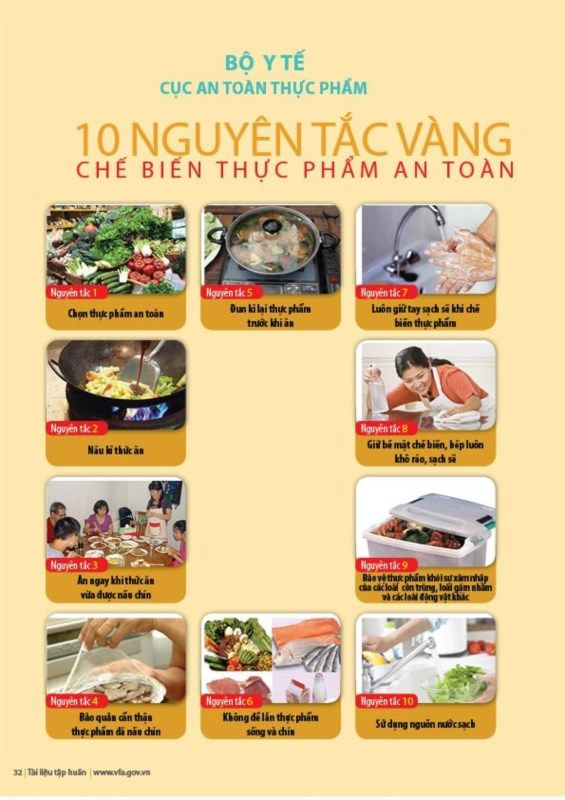 BỘ Y TẾ
CỤC AN TOÀN THỰC PHẨM
10 NGUYÊN TẮC VÀNG
CHẾ BIẾN THỰC PHẨM AN TOÀN
Nguyên tắc 1
Chọn thực phẩm an toàn
Nguyên tắc 2
Nấu kĩ thức ăn
Nguyên tắc 3
Ăn ngay khi thức ăn
vừa được nấu chín
Nguyên tắc 4
Bảo quản cẩn thận
thực phẩm đã nấu chín
Nguyên tắc 5
Đun kĩ lại thực phẩm
trước khi ăn
Nguyên tắc 6
Không để lẫn thực phẩm
sống và chín
Nguyên tắc 7
Luôn giữ tay sạch sẽ khi chế
biến thực phẩm
Nguyên tắc 8
Giữ bề mặt chế biến, bếp luôn
khô ráo, sạch sẽ
Nguyên tắc 9
Bảo vệ thực phẩm khỏi sự xâm nhập
của các loài côn trùng, loài gặm nhấm
và các loài động vật khác
Nguyên tắc 10
Sử dụng nguồn nước sạch
32 | Tài liệu tập huấn | www.vfa.gov.vn